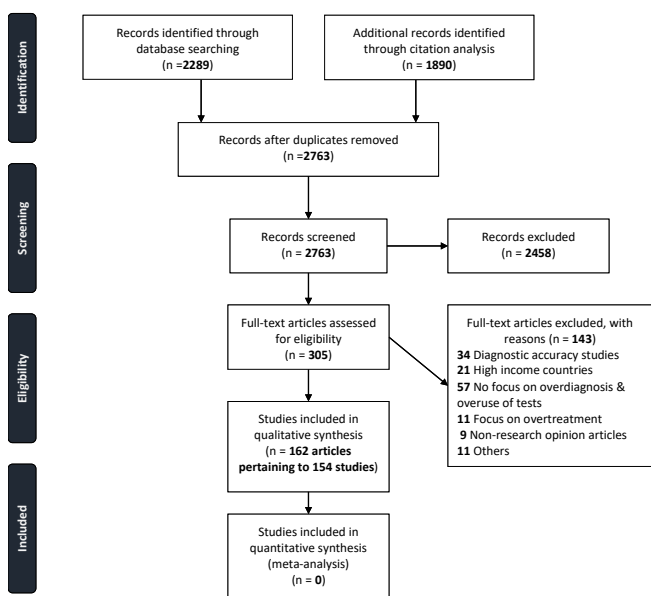 Identification
Records identified through
database searching
(n =2289)
Additional records identified
through citation analysis
(n = 1890)
Records after duplicates removed
(n =2763)
Screening
Records screened
(n = 2763)
Records excluded
(n = 2458)
Eligibility
Full-text articles assessed
for eligibility
(n = 305)
Full-text articles excluded, with
reasons (n = 143)
34 Diagnostic accuracy studies
21 High income countries
57 No focus on overdiagnosis &
overuse of tests
11 Focus on overtreatment
9 Non-research opinion articles
11 Others
Studies included in
qualitative synthesis
(n = 162 articles
pertaining to 154 studies)
Included
Studies included in
quantitative synthesis
(meta-analysis)
(n = 0)